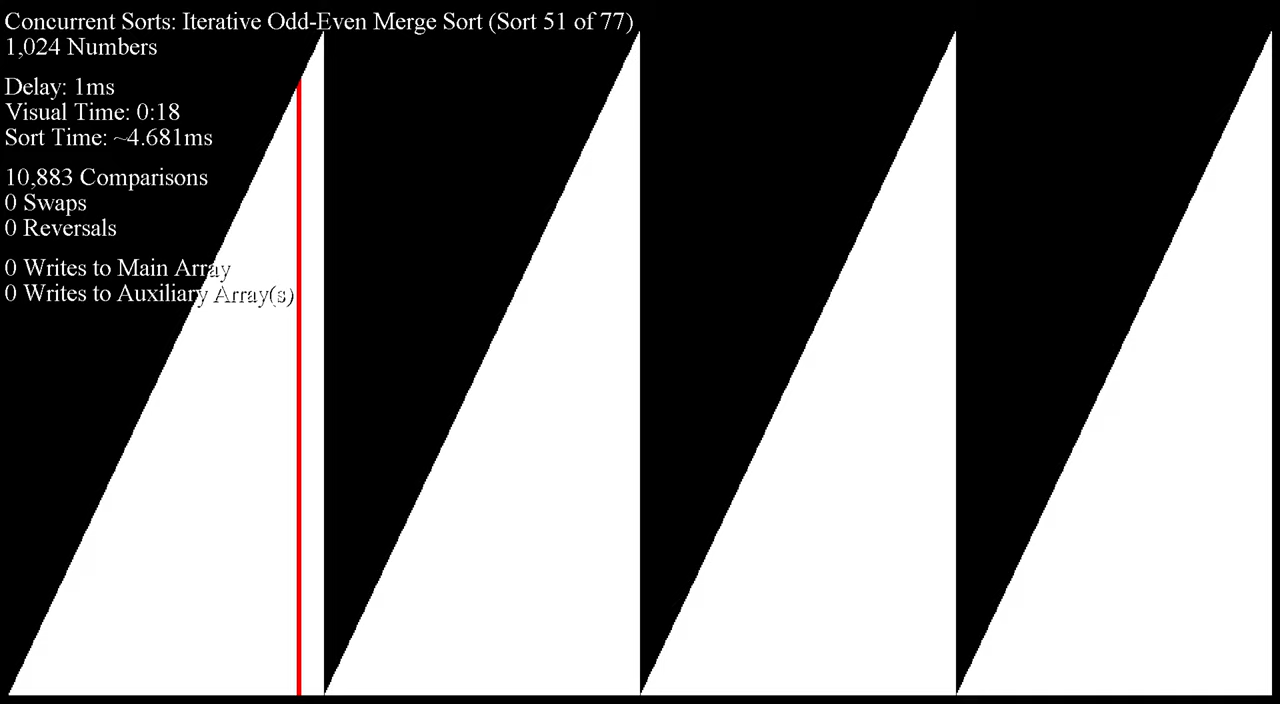 Concurrent Sorts: Iterative Odd-Even Merge Sort (Sort 51 of 77)
1,024 Numbers
Delay: 1ms
Visual Time: 0:18
Sort Time: ~4.681ms
10,883 Comparisons
0 Swaps
0 Reversals
0 Writes to Main Array
0 Writes to Auxiliary Array(s)